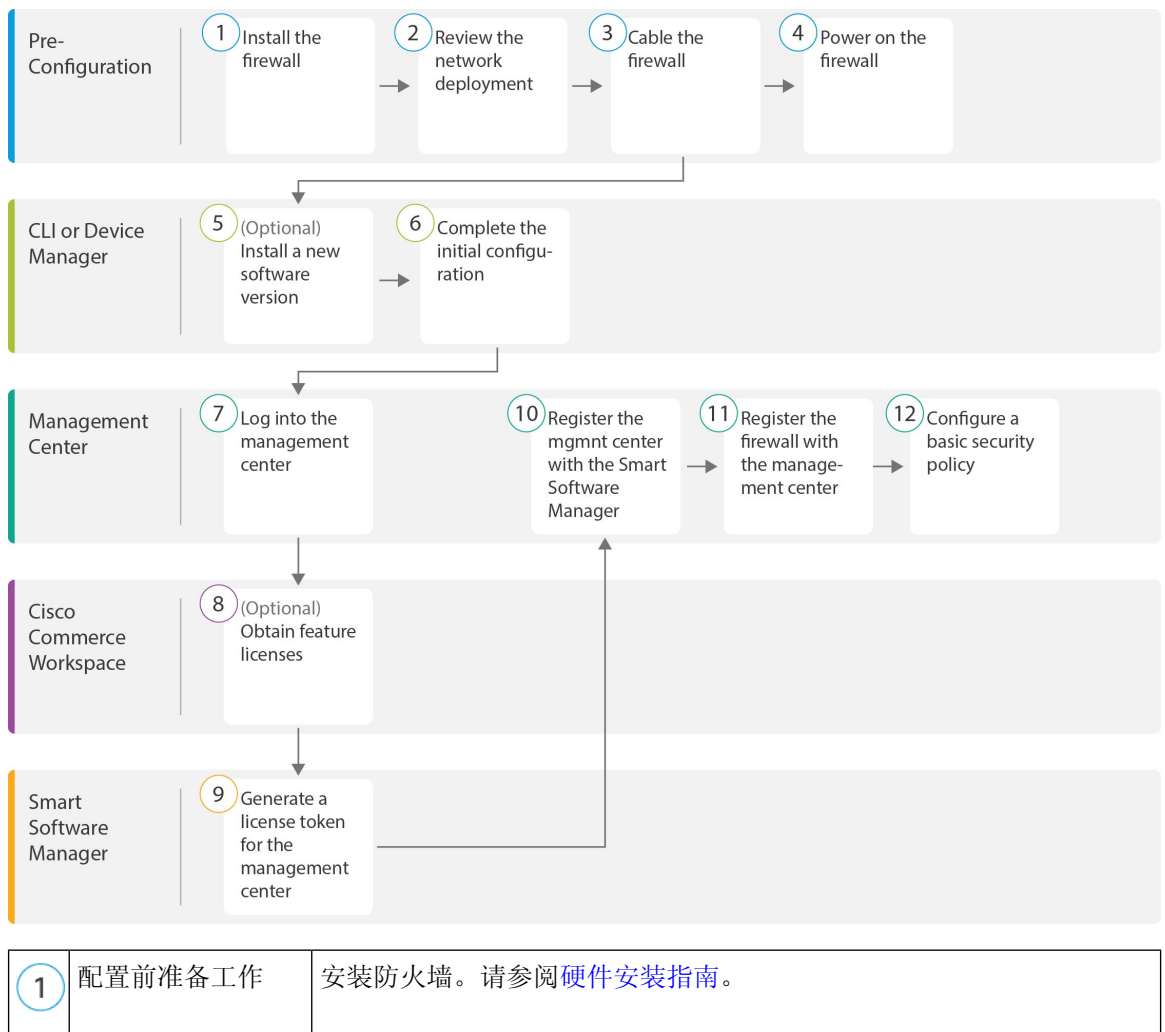 Pre-
Configuration
1
Install the
firewall
2
Review the
network
deployment
3
Cable the
firewall
4
Power on the
firewall
CLI or Device
Manager
5
(Optional)
Install a new
software
version
6
Complete the
initial configu-
ration
Management
Center
7
Log into the
management
center
10
Register the
mgmnt center
with the Smart
Software
Manager
11
Register the
firewall with
the manage-
ment center
12
Configure a
basic security
policy
Cisco
Commerce
Workspace
8
(Optional)
Obtain feature
licenses
Smart
Software
Manager
9
Generate a
license token
for the
management
center
1
配置前准备工作
安装防火墙。请参阅硬件安装指南。